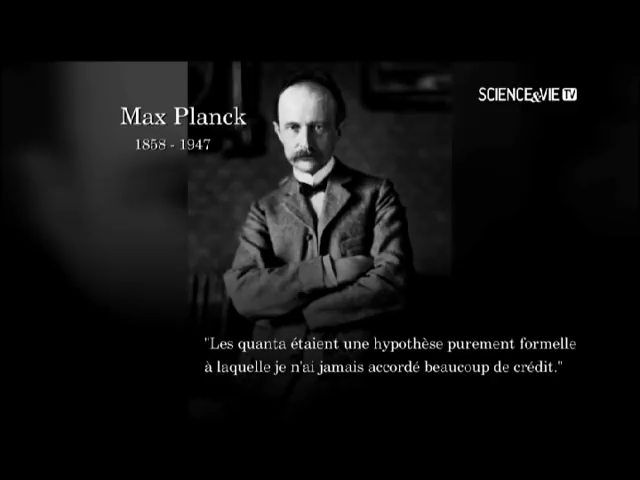 SCIENCE&VIE TV
Max Planck
1858 - 1947
"Les quanta étaient une hypothèse purement formelle
à laquelle je n'ai jamais accordé beaucoup de crédit."